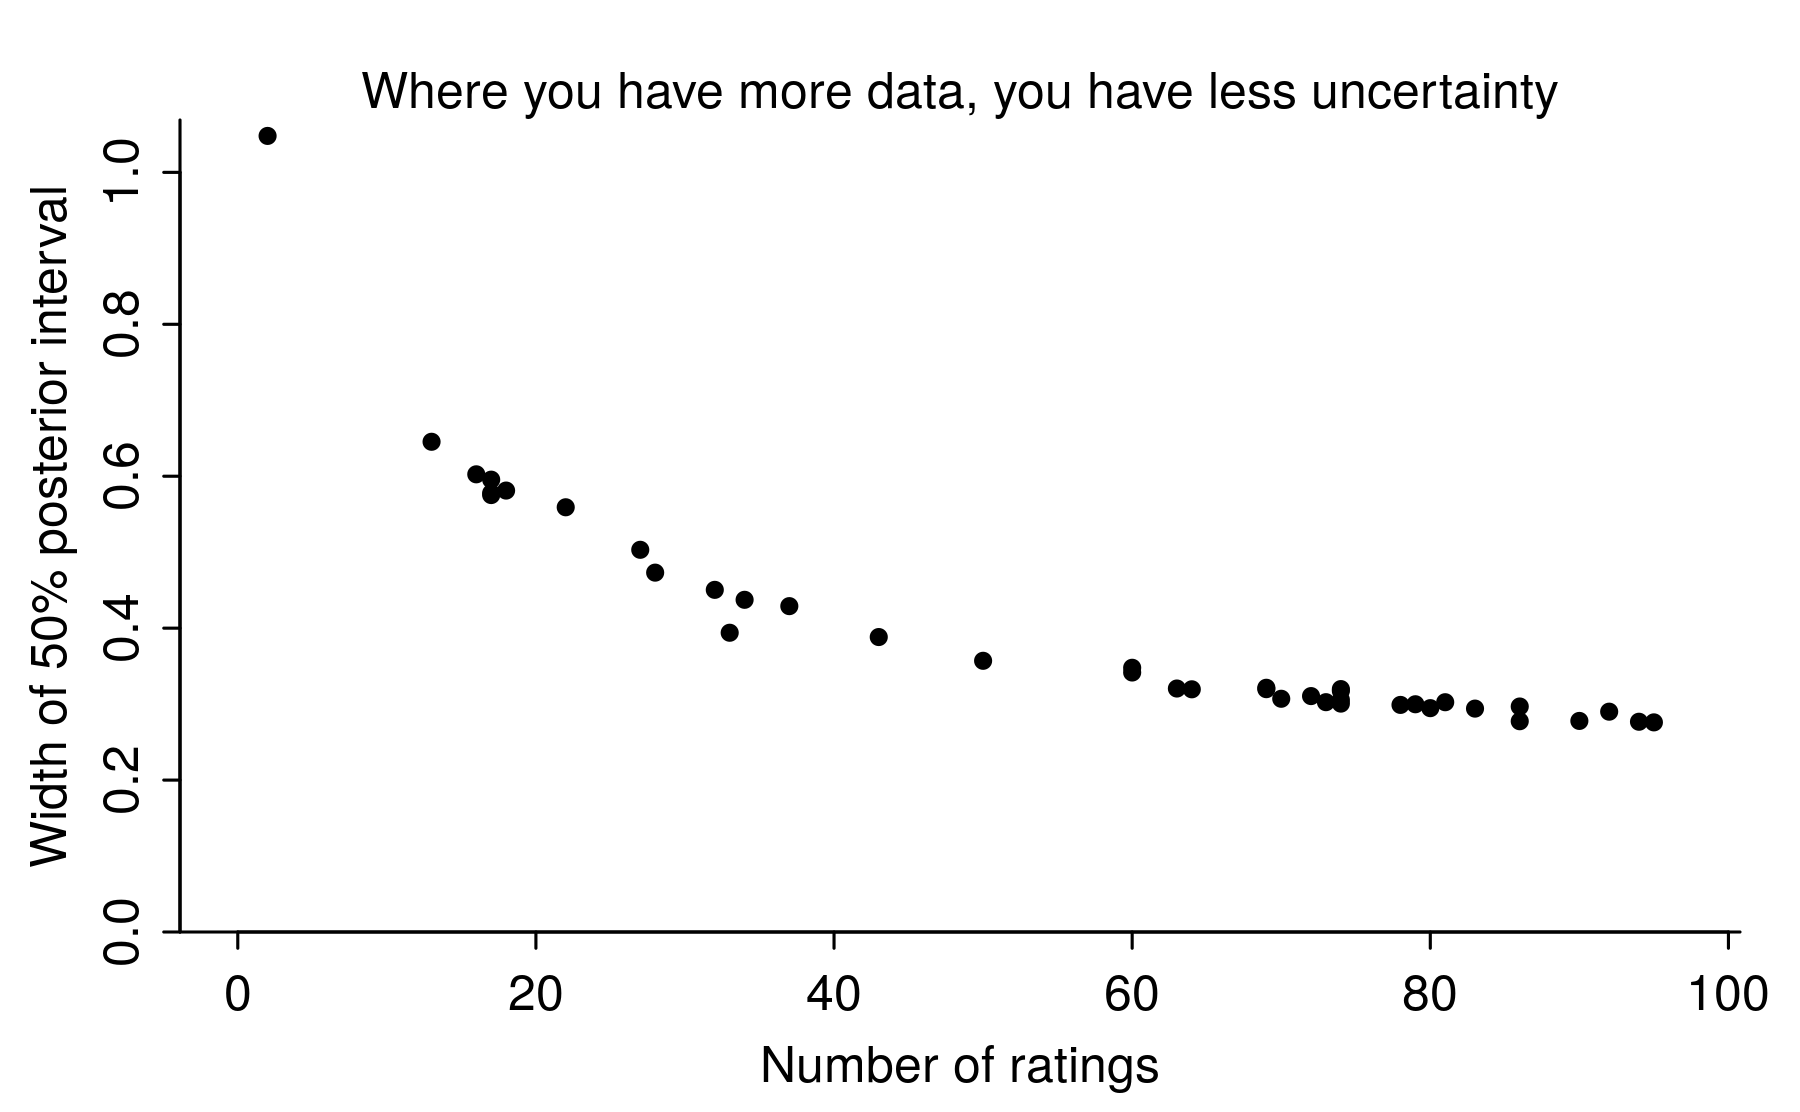 Where you have more data, you have less uncertainty
Width of 50% posterior interval
1.0
0.8
0.6
0.4
0.2
0.0
0 20 40 60 80 100
Number of ratings